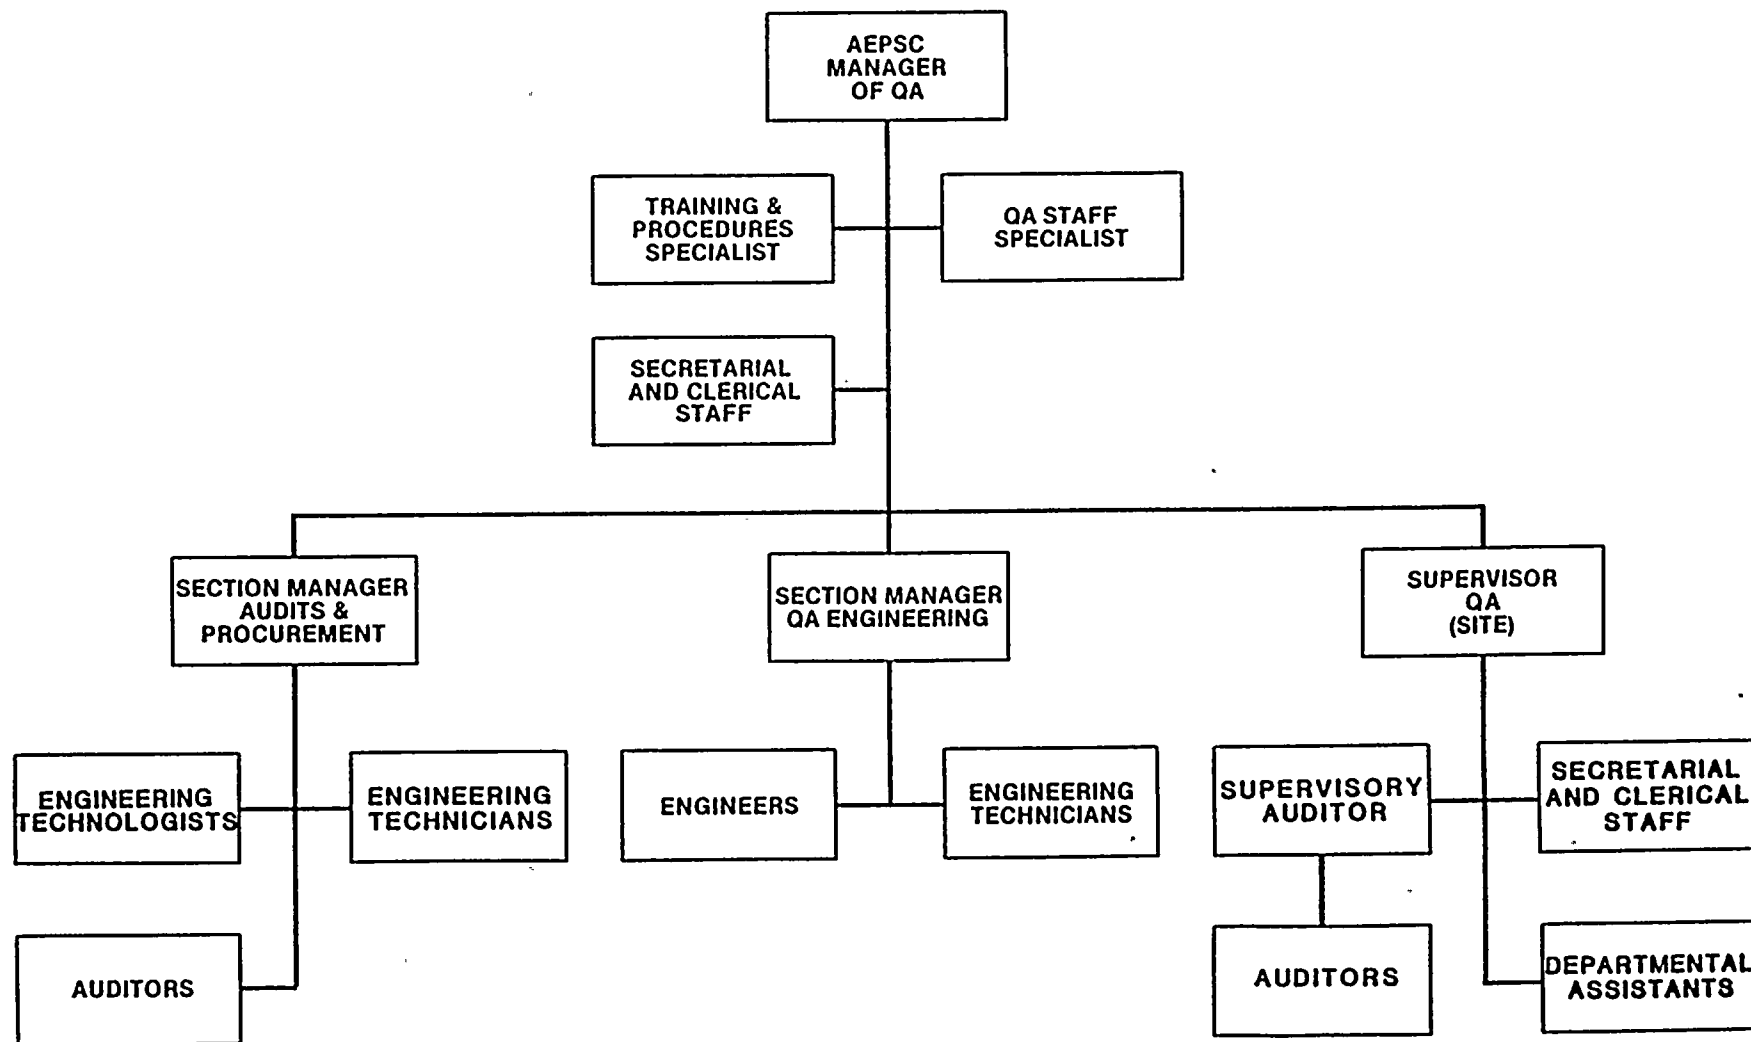 AEPSC
MANAGER
OF QA
TRAINING &
PROCEDURES
SPECIALIST
QA STAFF
SPECIALIST
SECRETARIAL
AND CLERICAL
STAFF
SECTION MANAGER
AUDITS &
PROCUREMENT
SECTION MANAGER
QA ENGINEERING
SUPERVISOR
QA
(SITE)
ENGINEERING
TECHNOLOGISTS
ENGINEERING
TECHNICIANS
ENGINEERS
ENGINEERING
TECHNICIANS
SUPERVISORY
AUDITOR
SECRETARIAL
AND CLERICAL
STAFF
AUDITORS
AUDITORS
DEPARTMENTAL
ASSISTANTS